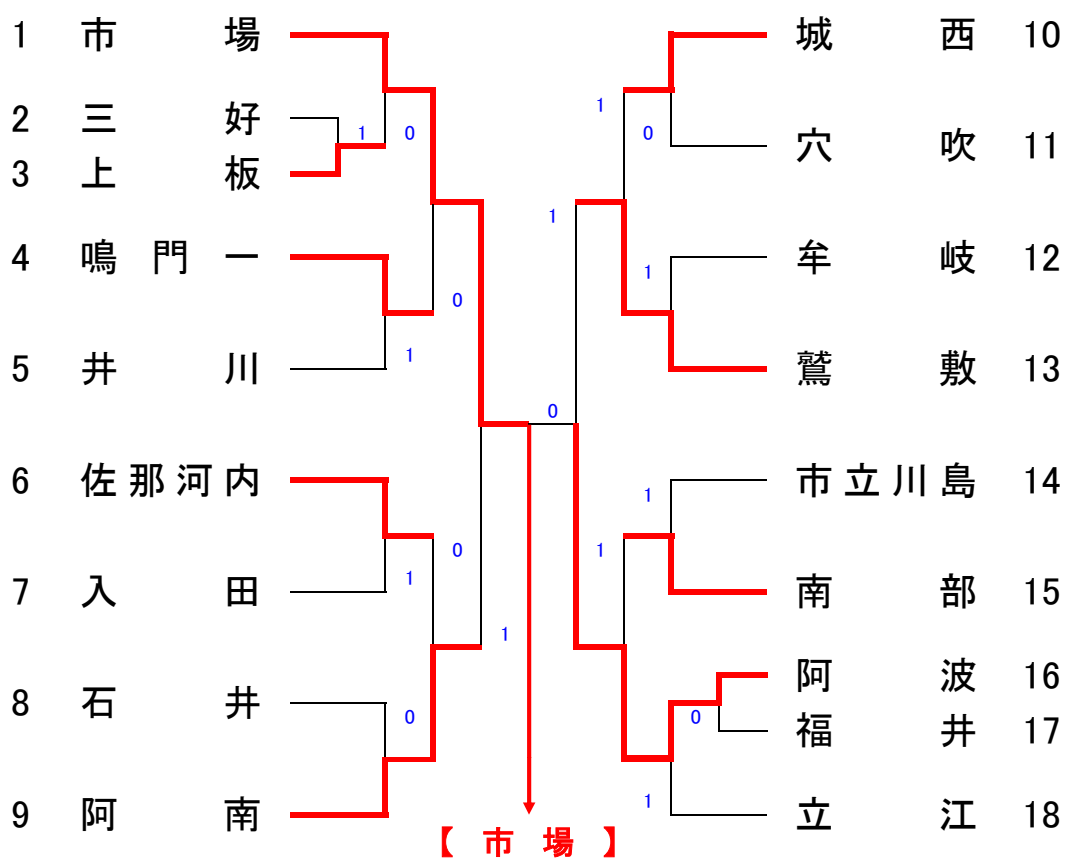 1 市場
2 三好
3 上板
4 鳴門一
5 井川
6 佐那河内
7 入田
8 石井
9 阿南
1 0
0
1
0
1
0
1
0
1
1
0
1
1
1
0
1
1
城西 10
穴吹 11
牟岐 12
鷲敷 13
市立川島 14
南部 15
阿波 16
福井 17
立江 18
【 市 場 】